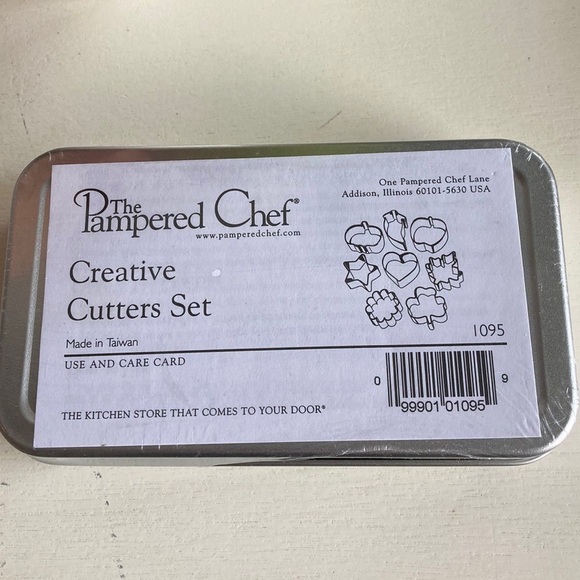 The
Pampered Chef®
www.pamperedchef.com
One Pampered Chef Lane
Addison, Illinois 60101-5630 USA
Creative
Cutters Set
Made in Taiwan
USE AND CARE CARD
THE KITCHEN STORE THAT COMES TO YOUR DOOR®
1095
0 99901 01095 9